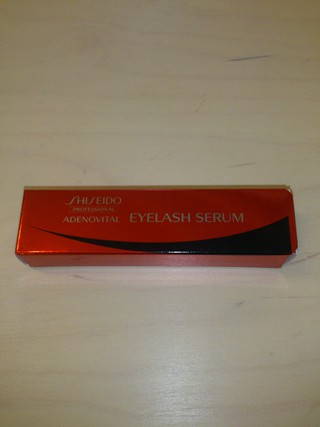 SHISEIDO
PROFESSIONAL
ADENOVITAL EYELASH SERUM